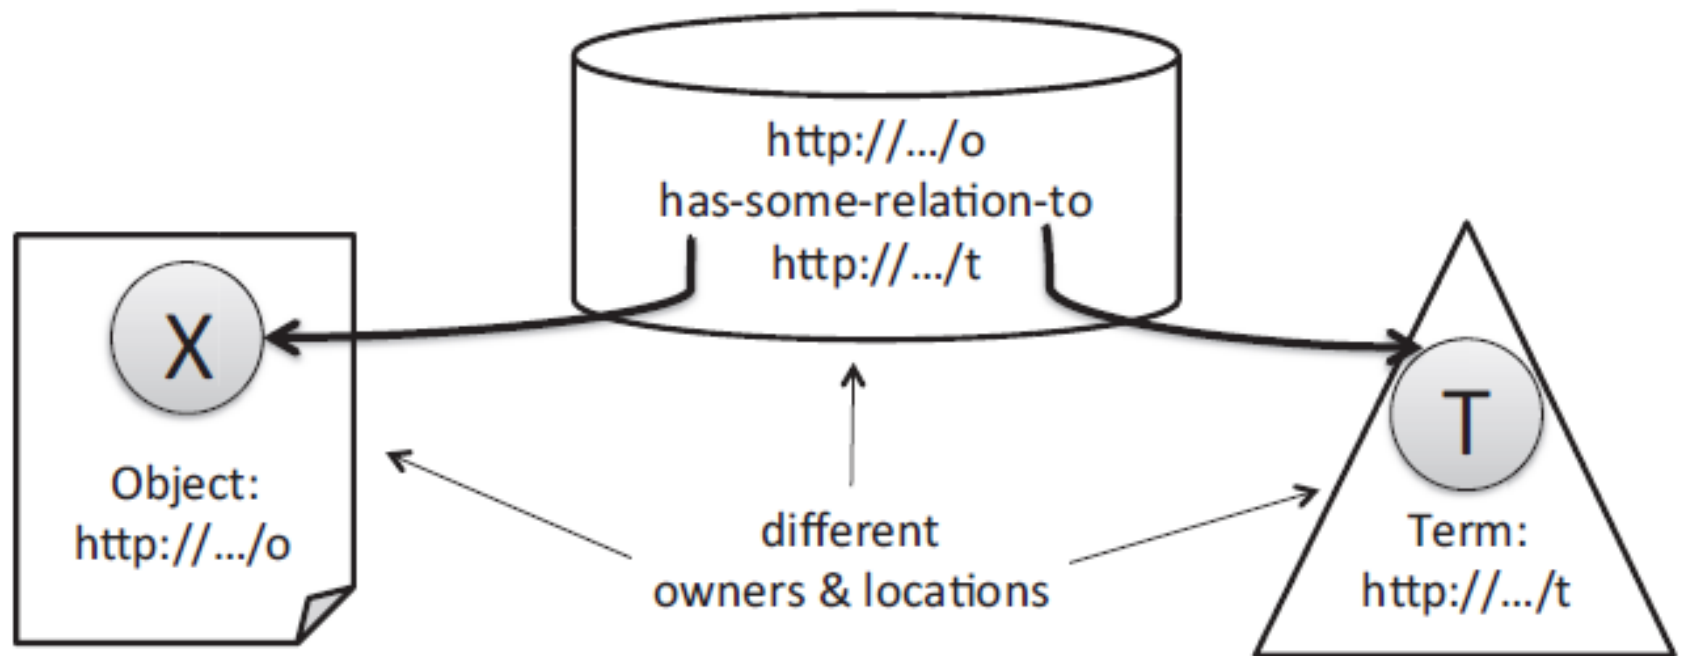 http://.../o
has-some-relation-to
http://.../t
X
Object:
http://.../o
different
owners & locations
T
Term:
http://.../t